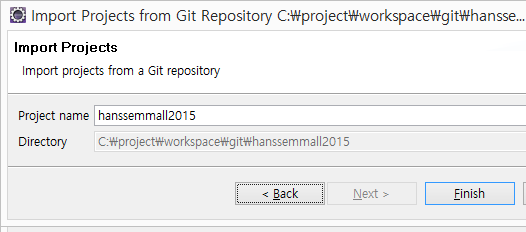 Import Projects from Git Repository C:₩project₩workspace₩git₩hansse...
Import Projects
Import projects from a Git repository
Project name hanssemmall2015
Directory C:₩project₩workspace₩git₩hanssemmall2015
< Back Next > Finish